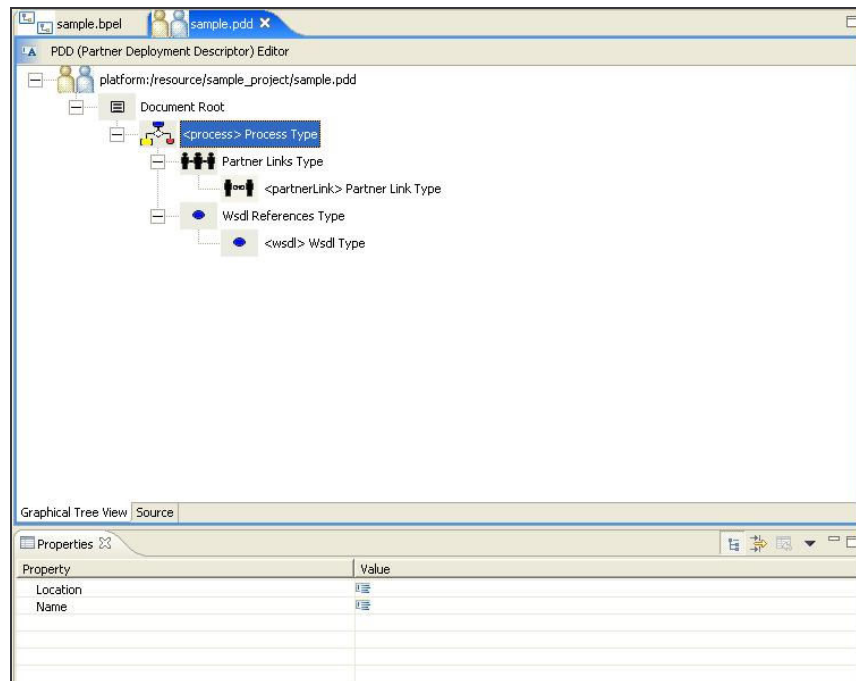 sample.bpel
sample.pdd
PDD (Partner Deployment Descriptor) Editor
platform:/resource/sample_project/sample.pdd
Document Root
<process> Process Type
Partner Links Type
<partnerLink> Partner Link Type
Wsdl References Type
<wsdl> Wsdl Type
Graphical Tree View Source
Properties
Property Value
Location
Name